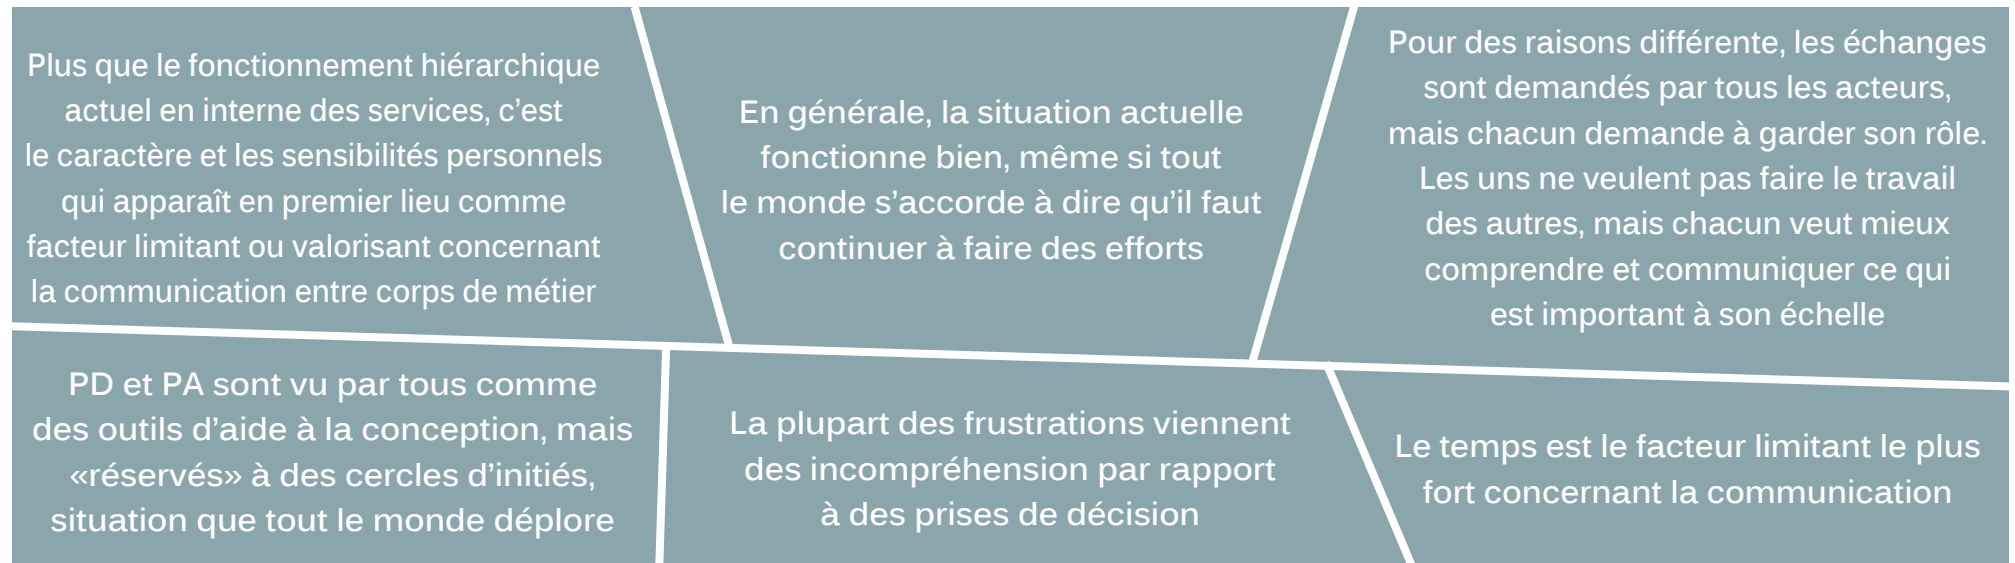 Plus que le fonctionnement hiérarchique
actuel en interne des services, c’est
le caractère et les sensibilités personnels
qui apparaît en premier lieu comme
facteur limitant ou valorisant concernant
la communication entre corps de métier
En générale, la situation actuelle
fonctionne bien, même si tout
le monde s’accorde à dire qu’il faut
continuer à faire des efforts
Pour des raisons différente, les échanges
sont demandés par tous les acteurs,
mais chacun demande à garder son rôle.
Les uns ne veulent pas faire le travail
des autres, mais chacun veut mieux
comprendre et communiquer ce qui
est important à son échelle
PD et PA sont vu par tous comme
des outils d’aide à la conception, mais
«réservés» à des cercles d’initiés,
situation que tout le monde déplore
La plupart des frustrations viennent
des incompréhension par rapport
à des prises de décision
Le temps est le facteur limitant le plus
fort concernant la communication